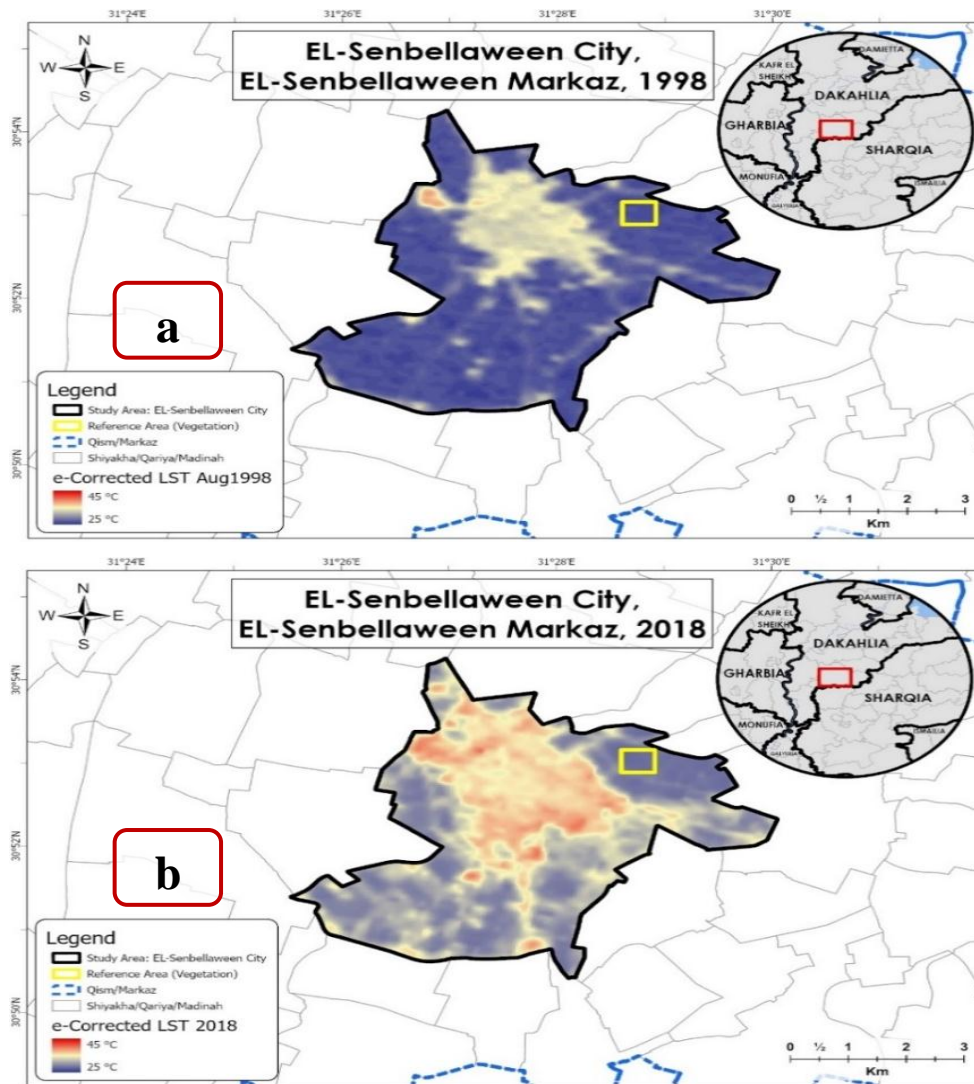 31°24'E
31°26'E
31°28'E
31°30'E
N
W
E
S
EL-Senbellaween City,
EL-Senbellaween Markaz, 1998
DAMIETTA
KAFR EL
SHEIKH
DAKAHLIA
GHARBIA
SHARQIA
MONUFIA
ISMAILIA
30°54'N
30°52'N
30°50'N
a
Legend
Study Area: EL-Senbellaween City
Reference Area (Vegetation)
Qism/Markaz
Shiyakha/Qariya/Madinah
e-Corrected LST Aug1998
45 °C
25 °C
0 ½ 1 2 3
Km
31°24'E
31°26'E
31°28'E
31°30'E
N
W
E
S
EL-Senbellaween City,
EL-Senbellaween Markaz, 2018
DAMIETTA
KAFR EL
SHEIKH
DAKAHLIA
GHARBIA
SHARQIA
MONUFIA
ISMAILIA
30°54'N
30°52'N
30°50'N
b
Legend
Study Area: EL-Senbellaween City
Reference Area (Vegetation)
Qism/Markaz
Shiyakha/Qariya/Madinah
e-Corrected LST 2018
45 °C
25 °C
0 ½ 1 2 3
Km